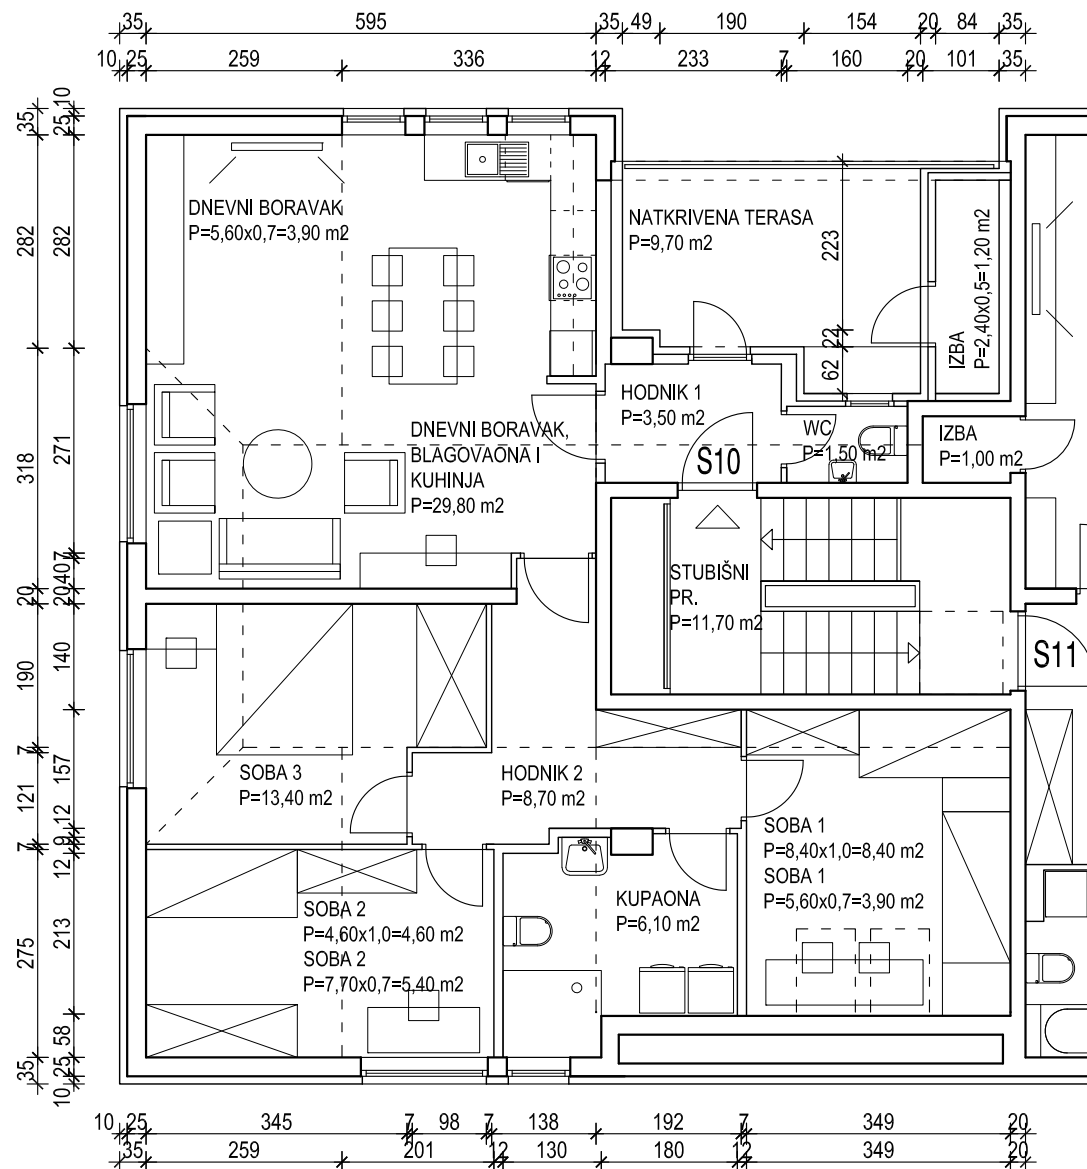 35 595 35 49 190 154 20 84 35
10 25 259 336 12 233 7 160 20 101 35
35 282 318 20 190 7 121 7 275 35
10 25 282 271 7 40 20 140 157 12 9 12 213 58 25 10
DNEVNI BORAVAK
P=5,60x0,7=3,90 m2
NATKRIVENA TERASA
P=9,70 m2
223
22
62
IZBA
P=2,40x0,5=1,20 m2
HODNIK 1
P=3,50 m2
DNEVNI BORAVAK,
BLAGOVAONA I
KUHINJA
P=29,80 m2
S10
WC
P=1,50 m2
IZBA
P=1,00 m2
STUBIŠNI
PR.
P=11,70 m2
S11
SOBA 3
P=13,40 m2
HODNIK 2
P=8,70 m2
SOBA 1
P=8,40x1,0=8,40 m2
SOBA 1
P=5,60x0,7=3,90 m2
KUPAONA
P=6,10 m2
SOBA 2
P=4,60x1,0=4,60 m2
SOBA 2
P=7,70x0,7=5,40 m2
10 25 345 7 98 7 138 192 7 349 20
35 259 201 12 130 180 12 349 20